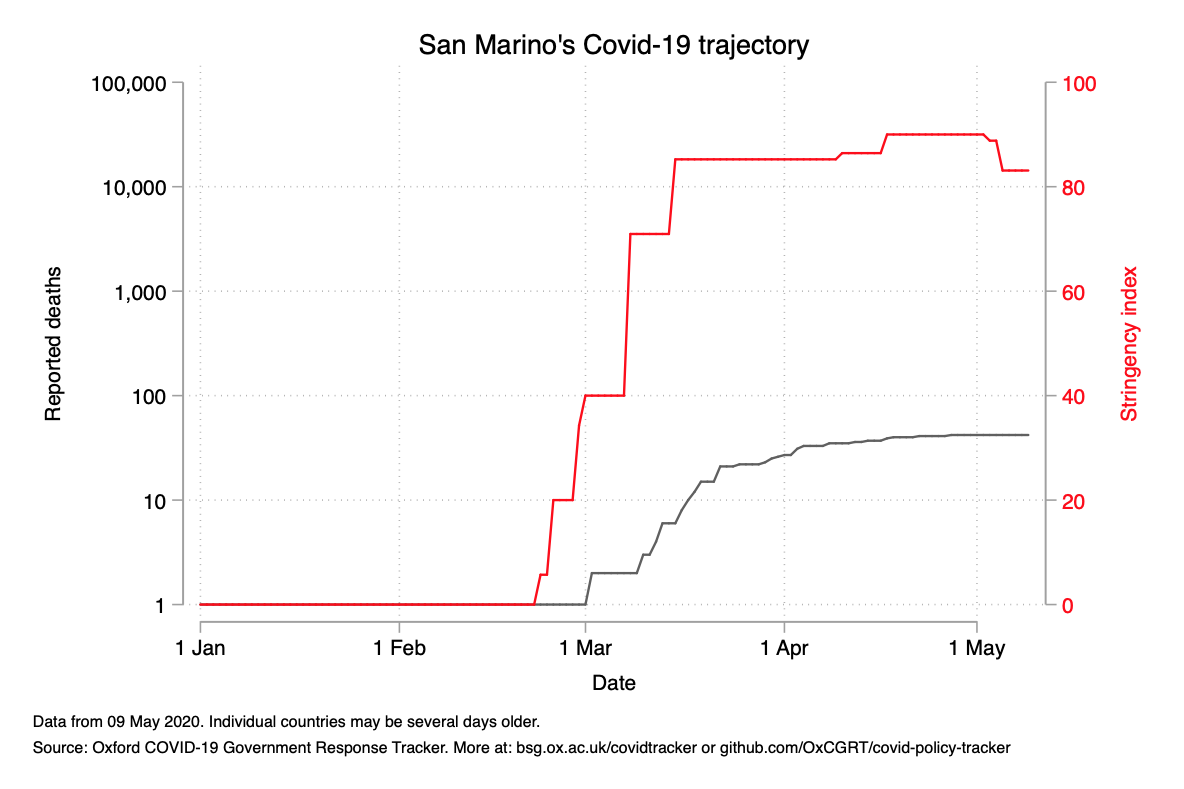 San Marino's Covid-19 trajectory
100,000
10,000
1,000
100
10
1
Reported deaths
100
80
60
40
20
0
Stringency index
1 Jan
1 Feb
1 Mar
1 Apr
1 May
Date
Data from 09 May 2020. Individual countries may be several days older.
Source: Oxford COVID-19 Government Response Tracker. More at: bsg.ox.ac.uk/covidtracker or github.com/OxCGRT/covid-policy-tracker